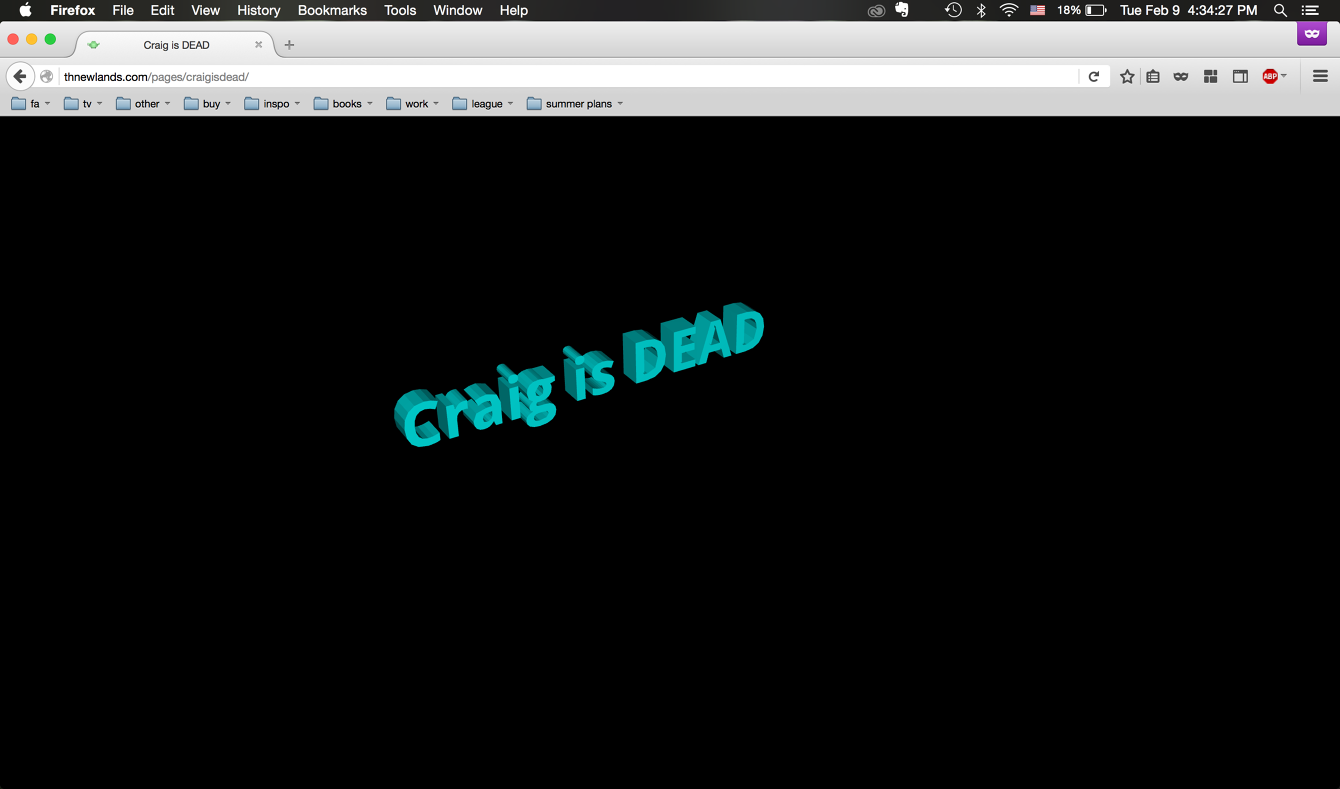 Firefox File Edit View History Bookmarks Tools Window Help 18% Tue Feb 9 4:34:27 PM
Craig is DEAD
thnewlands.com/pages/craigisdead/ ABP
fa tv other buy inspo books work league summer plans
Craig is DEAD